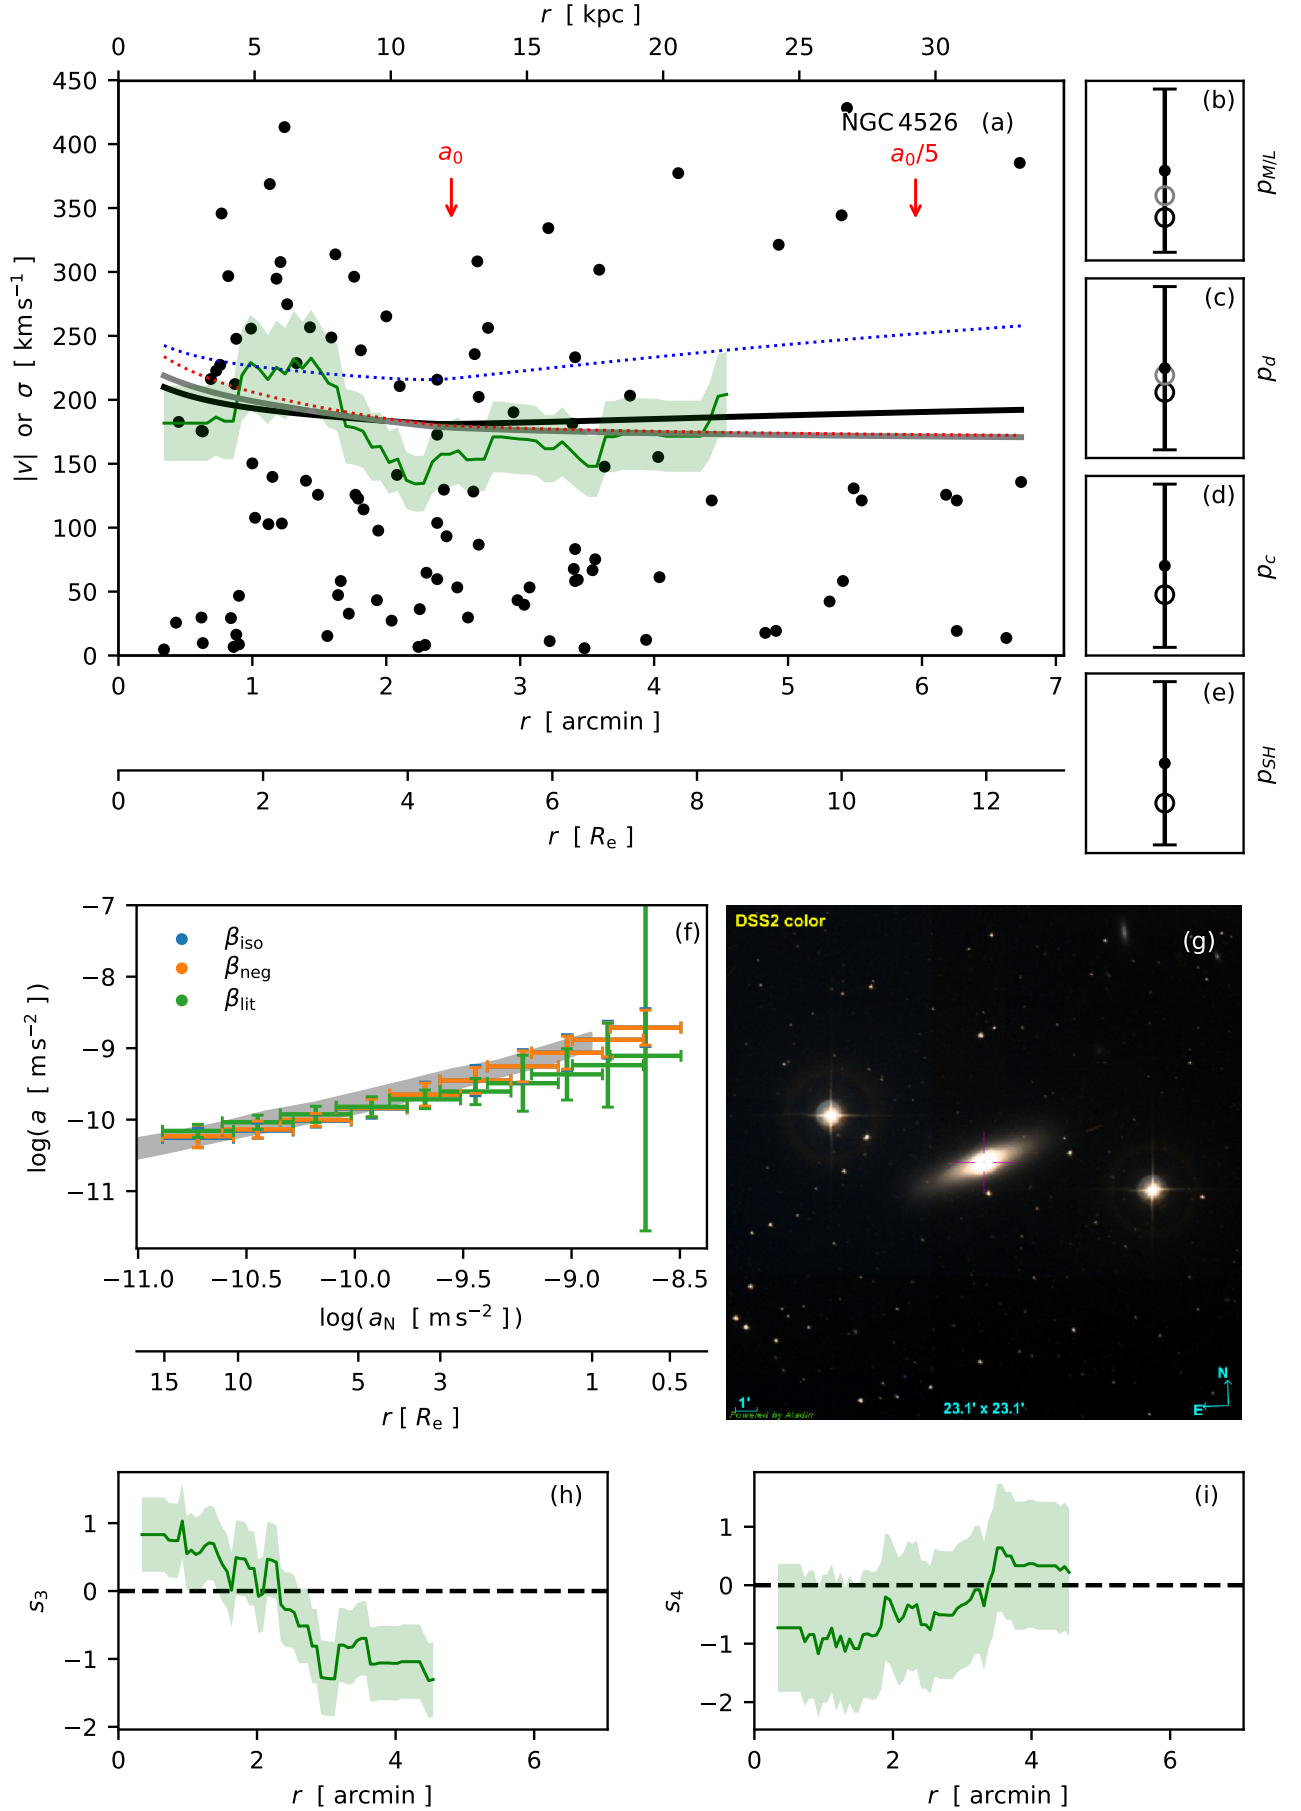 r [ kpc ]
0 5 10 15 20 25 30
450
400
350
300
250
200
150
100
50
0
|v| or σ [ km s⁻¹ ]
NGC 4526 (a)
a₀
a₀/5
0 1 2 3 4 5 6 7
r [ arcmin ]
0 2 4 6 8 10 12
r [ Rₑ ]
(b)
p_M/L
(c)
p_d
(d)
p_c
(e)
p_SH
−7
−8
−9
−10
−11
log( a [ m s⁻² ])
(f)
β_iso
β_neg
β_lit
−11.0 −10.5 −10.0 −9.5 −9.0 −8.5
log( a_N [ m s⁻² ])
15 10 5 3 1 0.5
r [ Rₑ ]
DSS2 color
(g)
1'
Powered by Aladin
23.1' x 23.1'
N
E
1
0
−1
−2
s₃
(h)
0 2 4 6
r [ arcmin ]
1
0
−1
−2
s₄
(i)
0 2 4 6
r [ arcmin ]